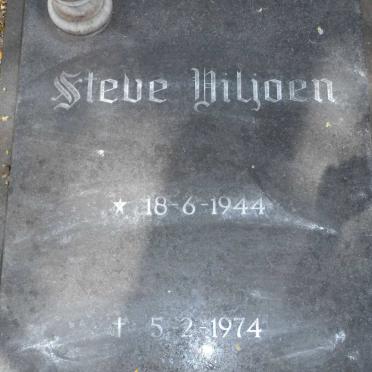 Steve Viljoen
★ 18-6-1944
† 5-2-1974